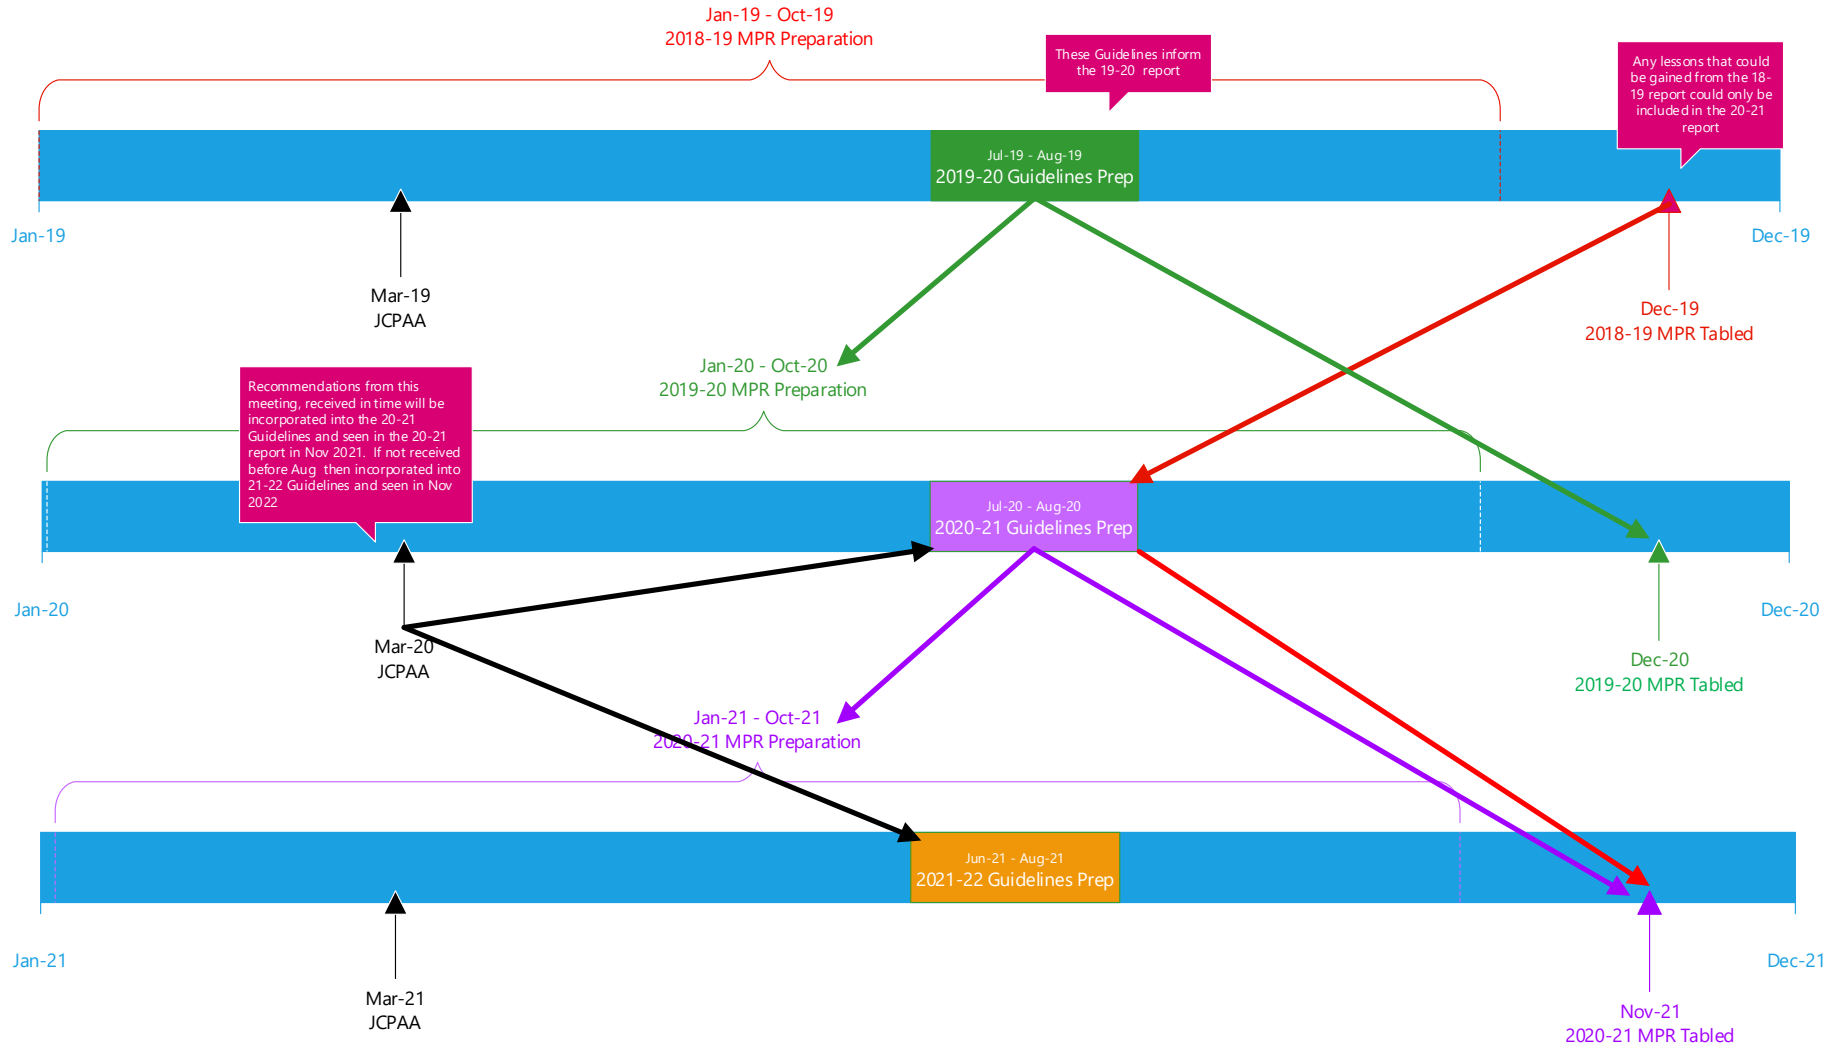 Jan-19 - Oct-19
2018-19 MPR Preparation
These Guidelines inform
the 19-20 report
Any lessons that could
be gained from the 18-
19 report could only be
included in the 20-21
report
Jul-19 - Aug-19
2019-20 Guidelines Prep
Jan-19
Dec-19
Mar-19
JCPAA
Dec-19
2018-19 MPR Tabled
Jan-20 - Oct-20
2019-20 MPR Preparation
Recommendations from this
meeting, received in time will be
incorporated into the 20-21
Guidelines and seen in the 20-21
report in Nov 2021. If not received
before Aug then incorporated into
21-22 Guidelines and seen in Nov
2022
Jul-20 - Aug-20
2020-21 Guidelines Prep
Jan-20
Dec-20
Mar-20
JCPAA
Dec-20
2019-20 MPR Tabled
Jan-21 - Oct-21
2020-21 MPR Preparation
Jun-21 - Aug-21
2021-22 Guidelines Prep
Jan-21
Dec-21
Mar-21
JCPAA
Nov-21
2020-21 MPR Tabled